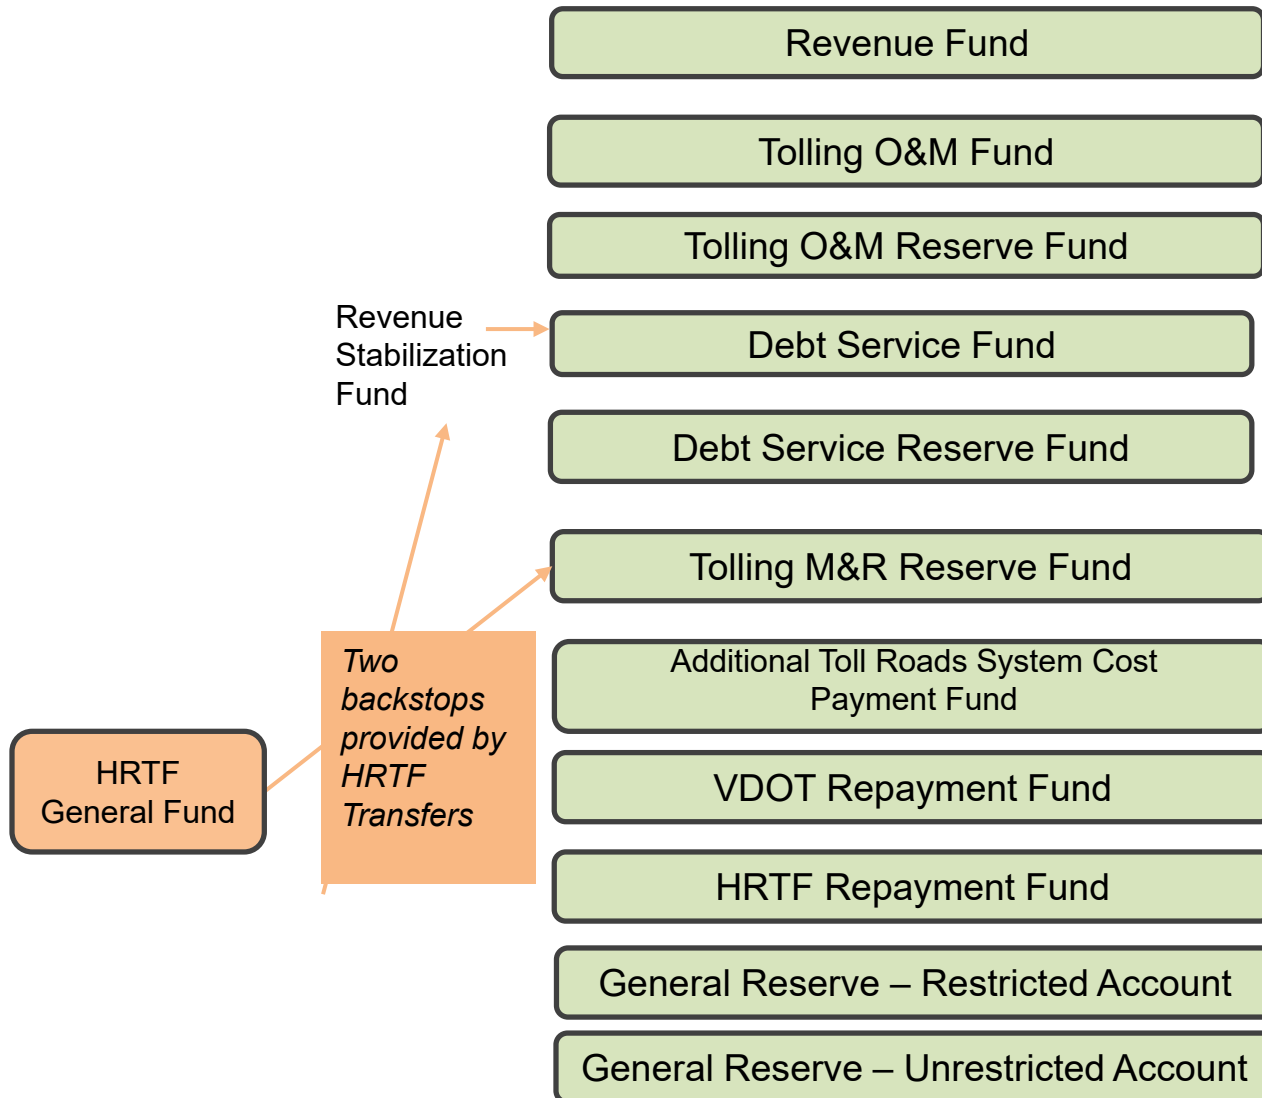 Revenue Fund
Tolling O&M Fund
Tolling O&M Reserve Fund
Revenue
Stabilization
Fund
Debt Service Fund
Debt Service Reserve Fund
Tolling M&R Reserve Fund
Two
backstops
provided by
HRTF
Transfers
Additional Toll Roads System Cost
Payment Fund
HRTF
General Fund
VDOT Repayment Fund
HRTF Repayment Fund
General Reserve – Restricted Account
General Reserve – Unrestricted Account